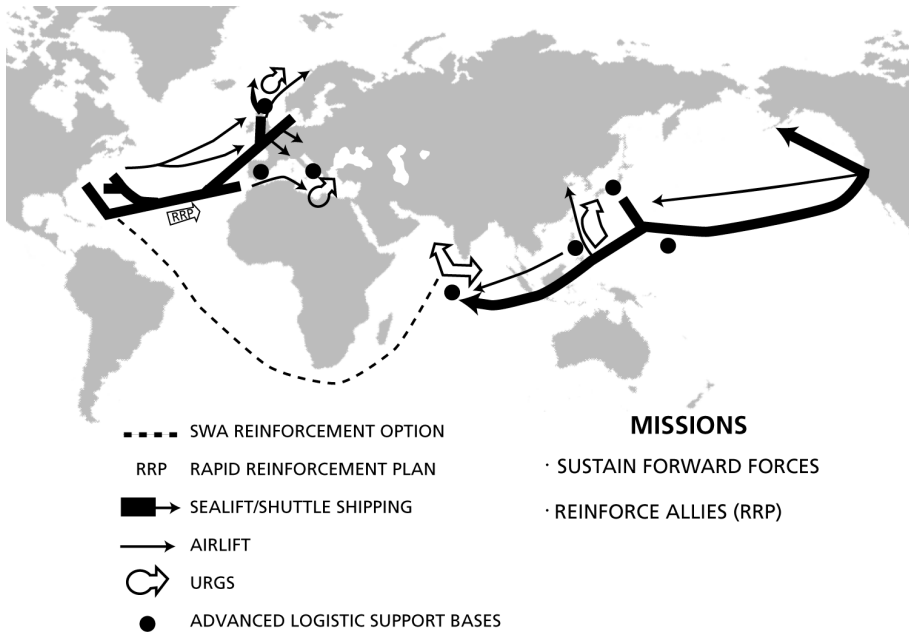 RRP
SWA REINFORCEMENT OPTION
RRP RAPID REINFORCEMENT PLAN
SEALIFT/SHUTTLE SHIPPING
AIRLIFT
URGS
ADVANCED LOGISTIC SUPPORT BASES
MISSIONS
· SUSTAIN FORWARD FORCES
· REINFORCE ALLIES (RRP)